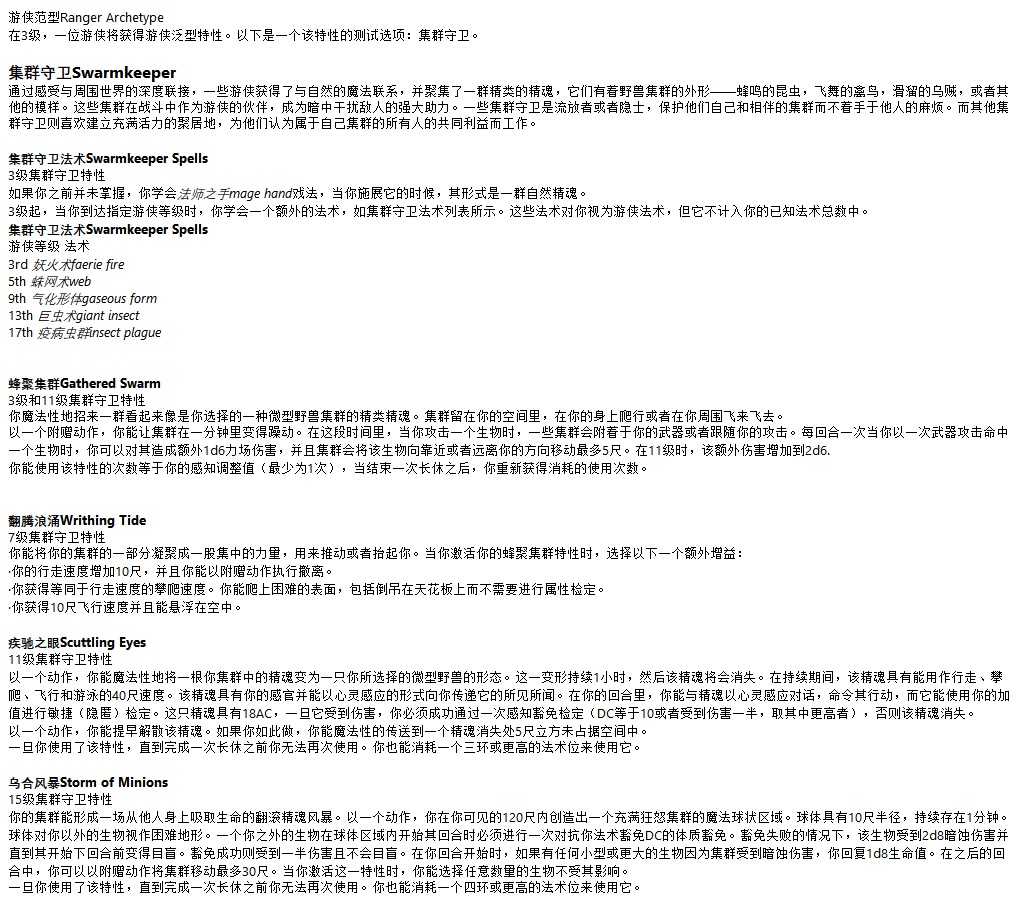 游侠范型Ranger Archetype
在3级，一位游侠将获得游侠泛型特性。以下是一个该特性的测试选项：集群守卫。
集群守卫Swarmkeeper
通过感受与周围世界的深度联接，一些游侠获得了与自然的魔法联系，并聚集了一群精类的精魂，它们有着野兽集群的外形——蜂鸣的昆虫，飞舞的禽鸟，滑溜的乌贼，或者其
他的模样。这些集群在战斗中作为游侠的伙伴，成为暗中干扰敌人的强大助力。一些集群守卫是流放者或者隐士，保护他们自己和相伴的集群而不着手于他人的麻烦。而其他集
群守卫则喜欢建立充满活力的聚居地，为他们认为属于自己集群的所有人的共同利益而工作。
集群守卫法术Swarmkeeper Spells
3级集群守卫特性
如果你之前并未掌握，你学会法师之手mage hand戏法，当你施展它的时候，其形式是一群自然精魂。
3级起，当你到达指定游侠等级时，你学会一个额外的法术，如集群守卫法术列表所示。这些法术对你视为游侠法术，但它不计入你的已知法术总数中。
集群守卫法术Swarmkeeper Spells
游侠等级 法术
3rd 妖火术faerie fire
5th 蛛网术web
9th 气化形体gaseous form
13th 巨虫术giant insect
17th 疫病虫群insect plague
蜂聚集群Gathered Swarm
3级和11级集群守卫特性
你魔法性地招来一群看起来像是你选择的一种微型野兽集群的精类精魂。集群留在你的空间里，在你的身上爬行或者在你周围飞来飞去。
以一个附赠动作，你能让集群在一分钟里变得躁动。在这段时间里，当你攻击一个生物时，一些集群会附着于你的武器或者跟随你的攻击。每回合一次当你以一次武器攻击命中
一个生物时，你可以对其造成额外1d6力场伤害，并且集群会将该生物向靠近或者远离你的方向移动最多5尺。在11级时，该额外伤害增加到2d6.
你能使用该特性的次数等于你的感知调整值（最少为1次），当结束一次长休之后，你重新获得消耗的使用次数。
翻腾浪涌Writhing Tide
7级集群守卫特性
你能将你的集群的一部分凝聚成一股集中的力量，用来推动或者抬起你。当你激活你的蜂聚集群特性时，选择以下一个额外增益：
·你的行走速度增加10尺，并且你能以附赠动作执行撤离。
·你获得等同于行走速度的攀爬速度。你能爬上困难的表面，包括倒吊在天花板上而不需要进行属性检定。
·你获得10尺飞行速度并且能悬浮在空中。
疾驰之眼Scuttling Eyes
11级集群守卫特性
以一个动作，你能魔法性地将一根你集群中的精魂变为一只你所选择的微型野兽的形态。这一变形持续1小时，然后该精魂将会消失。在持续期间，该精魂具有能用作行走、攀
爬、飞行和游泳的40尺速度。该精魂具有你的感官并能以心灵感应的形式向你传递它的所见所闻。在你的回合里，你能与精魂以心灵感应对话，命令其行动，而它能使用你的加
值进行敏捷（隐匿）检定。这只精魂具有18AC，一旦它受到伤害，你必须成功通过一次感知豁免检定（DC等于10或者受到伤害一半，取其中更高者），否则该精魂消失。
以一个动作，你能提早解散该精魂。如果你如此做，你能魔法性的传送到一个精魂消失处5尺立方未占据空间中。
一旦你使用了该特性，直到完成一次长休之前你无法再次使用。你也能消耗一个三环或更高的法术位来使用它。
乌合风暴Storm of Minions
15级集群守卫特性
你的集群能形成一场从他人身上吸取生命的翻滚精魂风暴。以一个动作，你在你可见的120尺内创造出一个充满狂怒集群的魔法球状区域。球体具有10尺半径，持续存在1分钟。
球体对你以外的生物视作困难地形。一个你之外的生物在球体区域内开始其回合时必须进行一次对抗你法术豁免DC的体质豁免。豁免失败的情况下，该生物受到2d8暗蚀伤害并
直到其开始下回合前变得目盲。豁免成功则受到一半伤害且不会目盲。在你回合开始时，如果有任何小型或更大的生物因为集群受到暗蚀伤害，你回复1d8生命值。在之后的回
合中，你可以以附赠动作将集群移动最多30尺。当你激活这一特性时，你能选择任意数量的生物不受其影响。
一旦你使用了该特性，直到完成一次长休之前你无法再次使用。你也能消耗一个四环或更高的法术位来使用它。